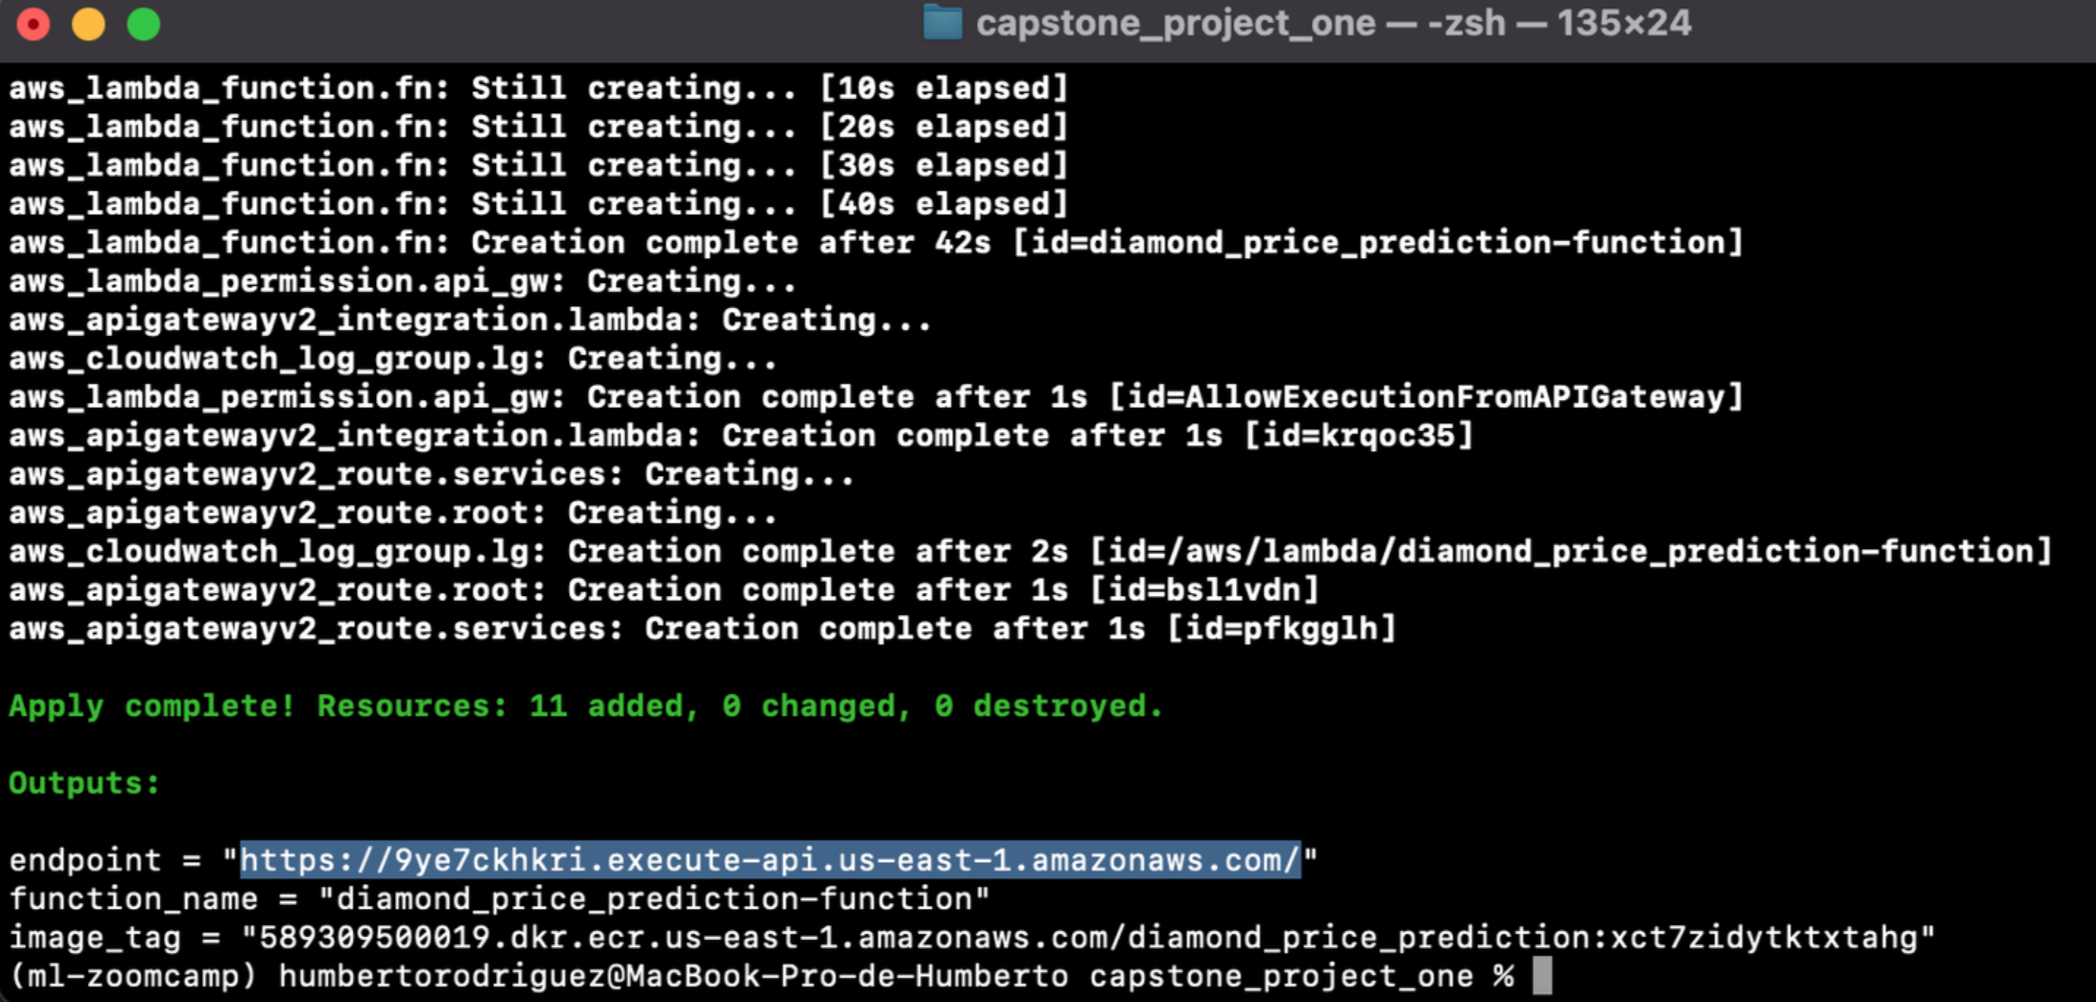 capstone_project_one — -zsh — 135×24
aws_lambda_function.fn: Still creating... [10s elapsed]
aws_lambda_function.fn: Still creating... [20s elapsed]
aws_lambda_function.fn: Still creating... [30s elapsed]
aws_lambda_function.fn: Still creating... [40s elapsed]
aws_lambda_function.fn: Creation complete after 42s [id=diamond_price_prediction-function]
aws_lambda_permission.api_gw: Creating...
aws_apigatewayv2_integration.lambda: Creating...
aws_cloudwatch_log_group.lg: Creating...
aws_lambda_permission.api_gw: Creation complete after 1s [id=AllowExecutionFromAPIGateway]
aws_apigatewayv2_integration.lambda: Creation complete after 1s [id=krqoc35]
aws_apigatewayv2_route.services: Creating...
aws_apigatewayv2_route.root: Creating...
aws_cloudwatch_log_group.lg: Creation complete after 2s [id=/aws/lambda/diamond_price_prediction-function]
aws_apigatewayv2_route.root: Creation complete after 1s [id=bsl1vdn]
aws_apigatewayv2_route.services: Creation complete after 1s [id=pfkgglh]
Apply complete! Resources: 11 added, 0 changed, 0 destroyed.
Outputs:
endpoint = "https://9ye7ckhkri.execute-api.us-east-1.amazonaws.com/"
function_name = "diamond_price_prediction-function"
image_tag = "589309500019.dkr.ecr.us-east-1.amazonaws.com/diamond_price_prediction:xct7zidytktxtahg"
(ml-zoomcamp) humbertorodriguez@MacBook-Pro-de-Humberto capstone_project_one %